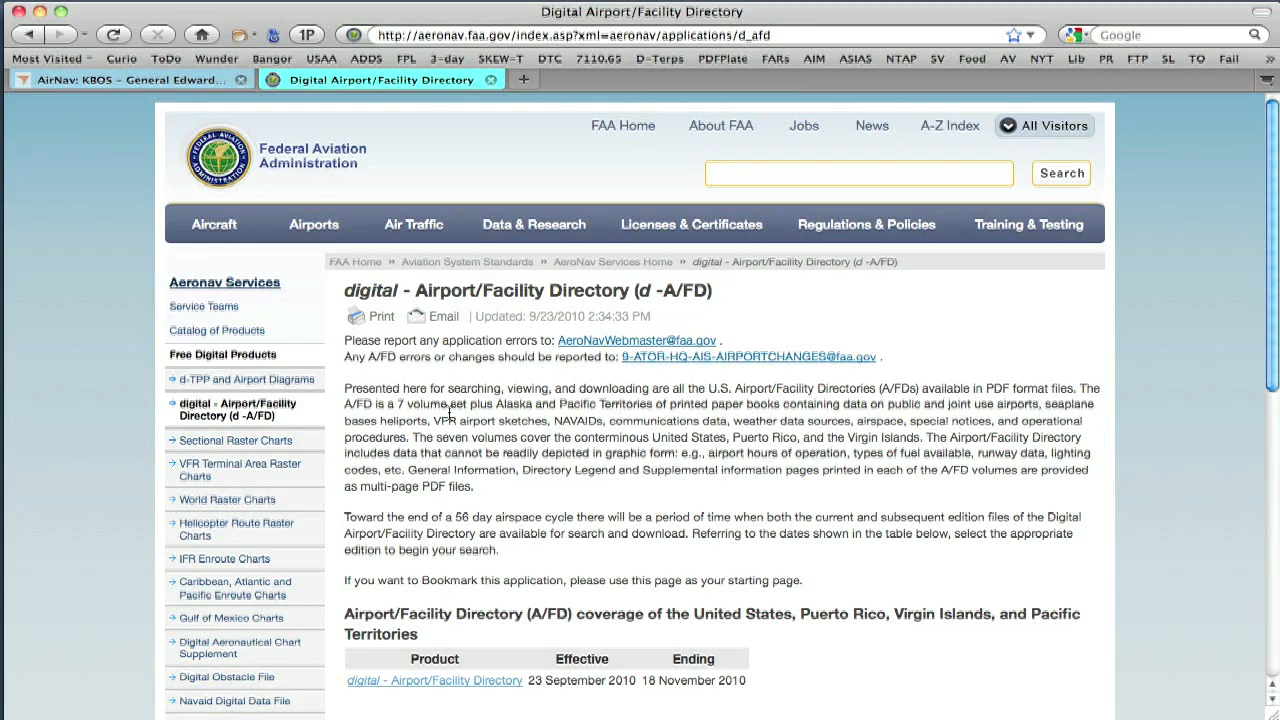 Digital Airport/Facility Directory
1P http://aeronav.faa.gov/index.asp?xml=aeronav/applications/d_afd Google
Most Visited Curio ToDo Wunder Bangor USAA ADDS FPL 3-day SKEW-T DTC 7110.65 D-Terps PDFPlate FARs AIM ASIAS NTAP SV Food AV NYT Lib PR FTP SL TO Fail »
AirNav: KBOS – General Edward... Digital Airport/Facility Directory +
FAA Home About FAA Jobs News A-Z Index All Visitors
Federal Aviation
Administration
Search
Aircraft Airports Air Traffic Data & Research Licenses & Certificates Regulations & Policies Training & Testing
FAA Home » Aviation System Standards » AeroNav Services Home » digital - Airport/Facility Directory (d -A/FD)
Aeronav Services
Service Teams
Catalog of Products
Free Digital Products
d-TPP and Airport Diagrams
digital - Airport/Facility
Directory (d -A/FD)
Sectional Raster Charts
VFR Terminal Area Raster
Charts
World Raster Charts
Helicopter Route Raster
Charts
IFR Enroute Charts
Caribbean, Atlantic and
Pacific Enroute Charts
Gulf of Mexico Charts
Digital Aeronautical Chart
Supplement
Digital Obstacle File
Navaid Digital Data File
digital - Airport/Facility Directory (d -A/FD)
Print Email | Updated: 9/23/2010 2:34:33 PM
Please report any application errors to: AeroNavWebmaster@faa.gov .
Any A/FD errors or changes should be reported to: 9-ATOR-HQ-AIS-AIRPORTCHANGES@faa.gov .
Presented here for searching, viewing, and downloading are all the U.S. Airport/Facility Directories (A/FDs) available in PDF format files. The
A/FD is a 7 volume set plus Alaska and Pacific Territories of printed paper books containing data on public and joint use airports, seaplane
bases heliports, VFR airport sketches, NAVAIDs, communications data, weather data sources, airspace, special notices, and operational
procedures. The seven volumes cover the conterminous United States, Puerto Rico, and the Virgin Islands. The Airport/Facility Directory
includes data that cannot be readily depicted in graphic form: e.g., airport hours of operation, types of fuel available, runway data, lighting
codes, etc. General Information, Directory Legend and Supplemental information pages printed in each of the A/FD volumes are provided
as multi-page PDF files.
Toward the end of a 56 day airspace cycle there will be a period of time when both the current and subsequent edition files of the Digital
Airport/Facility Directory are available for search and download. Referring to the dates shown in the table below, select the appropriate
edition to begin your search.
If you want to Bookmark this application, please use this page as your starting page.
Airport/Facility Directory (A/FD) coverage of the United States, Puerto Rico, Virgin Islands, and Pacific
Territories
Product Effective Ending
digital - Airport/Facility Directory 23 September 2010 18 November 2010